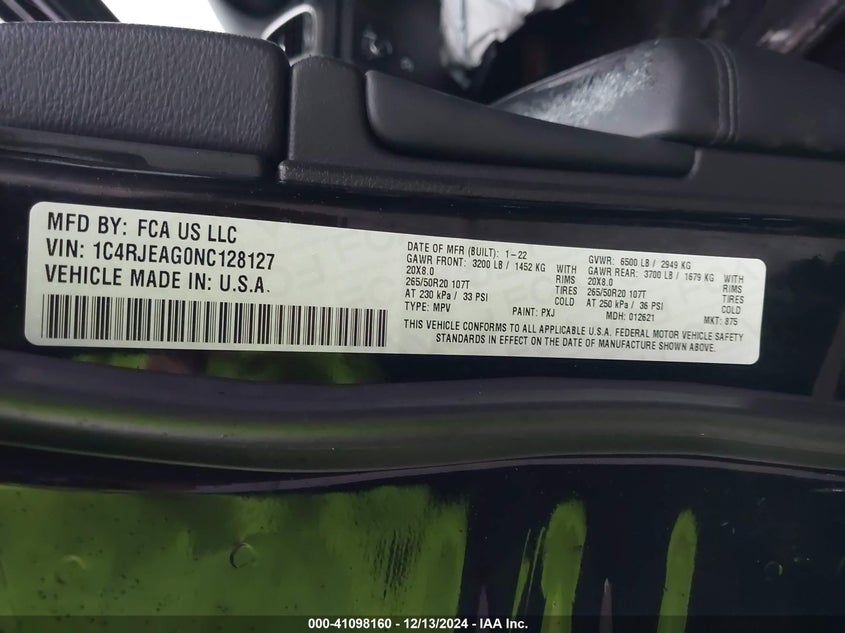 MFD BY: FCA US LLC
VIN: 1C4RJEAG0NC128127
VEHICLE MADE IN: U.S.A.
DATE OF MFR (BUILT): 1-22
GAWR FRONT: 3200 LB / 1452 KG WITH
20X8.0 RIMS
265/50R20 107T TIRES
AT 230 kPa / 33 PSI COLD
TYPE: MPV PAINT: PXJ
GVWR: 6500 LB / 2949 KG
GAWR REAR: 3700 LB / 1679 KG WITH
20X8.0 RIMS
265/50R20 107T TIRES
AT 250 kPa / 36 PSI COLD
MDH: 012621 MKT: 875
THIS VEHICLE CONFORMS TO ALL APPLICABLE U.S.A. FEDERAL MOTOR VEHICLE SAFETY
STANDARDS IN EFFECT ON THE DATE OF MANUFACTURE SHOWN ABOVE.
000-41098160 - 12/13/2024 - IAA Inc.